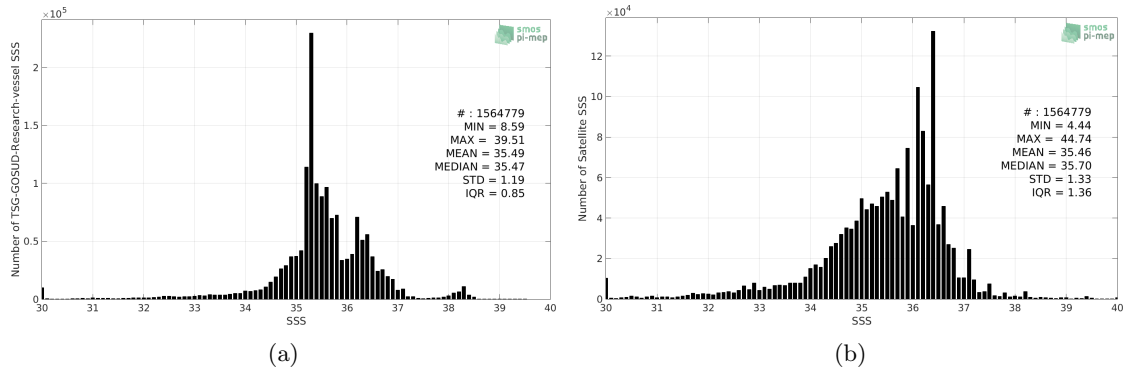 ×10^5
smos
pi-mep
Number of TSG-GOSUD-Research-vessel SSS
2
1.5
1
0.5
0
# : 1564779
MIN = 8.59
MAX = 39.51
MEAN = 35.49
MEDIAN = 35.47
STD = 1.19
IQR = 0.85
30 31 32 33 34 35 36 37 38 39 40
SSS
(a)
×10^4
smos
pi-mep
Number of Satellite SSS
12
10
8
6
4
2
0
# : 1564779
MIN = 4.44
MAX = 44.74
MEAN = 35.46
MEDIAN = 35.70
STD = 1.33
IQR = 1.36
30 31 32 33 34 35 36 37 38 39 40
SSS
(b)